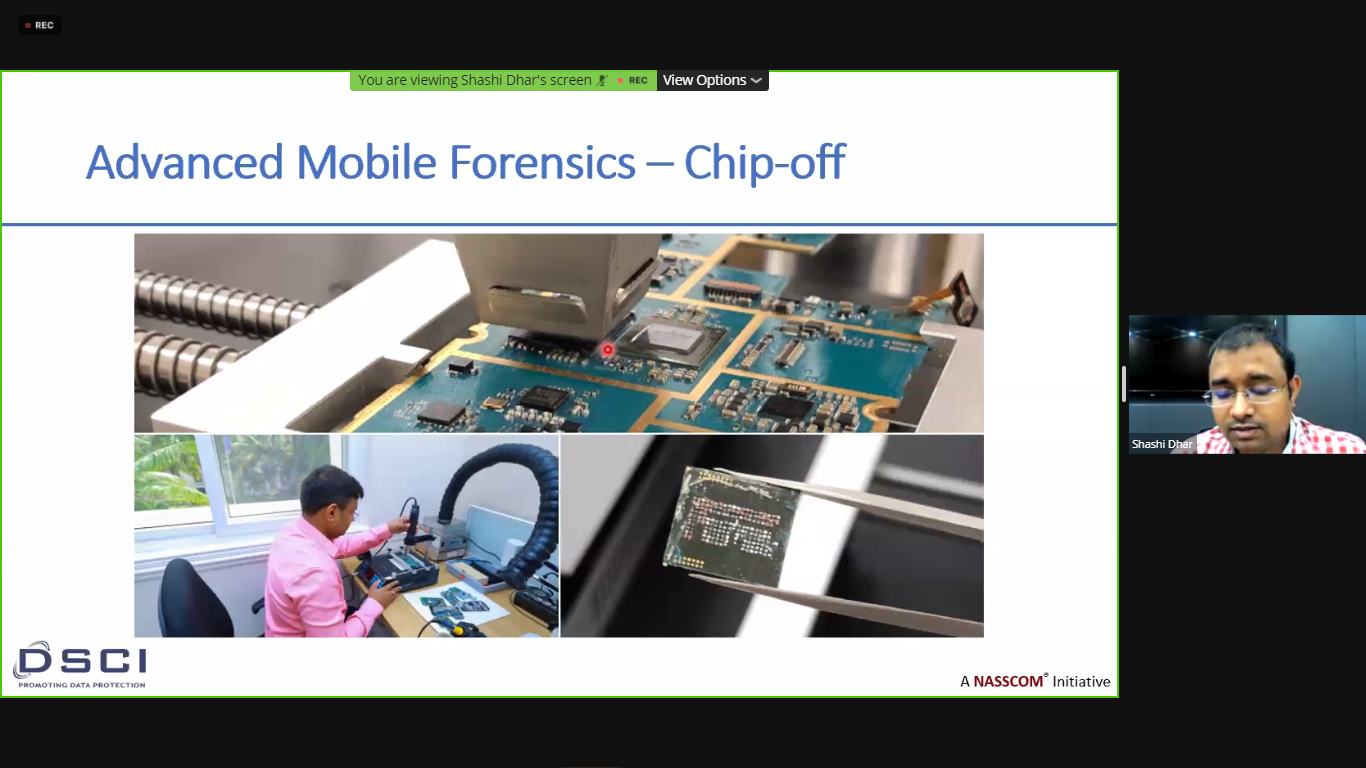 REC
You are viewing Shashi Dhar's screen REC View Options
Advanced Mobile Forensics – Chip-off
Shashi Dhar
DSCI
PROMOTING DATA PROTECTION
A NASSCOM® Initiative